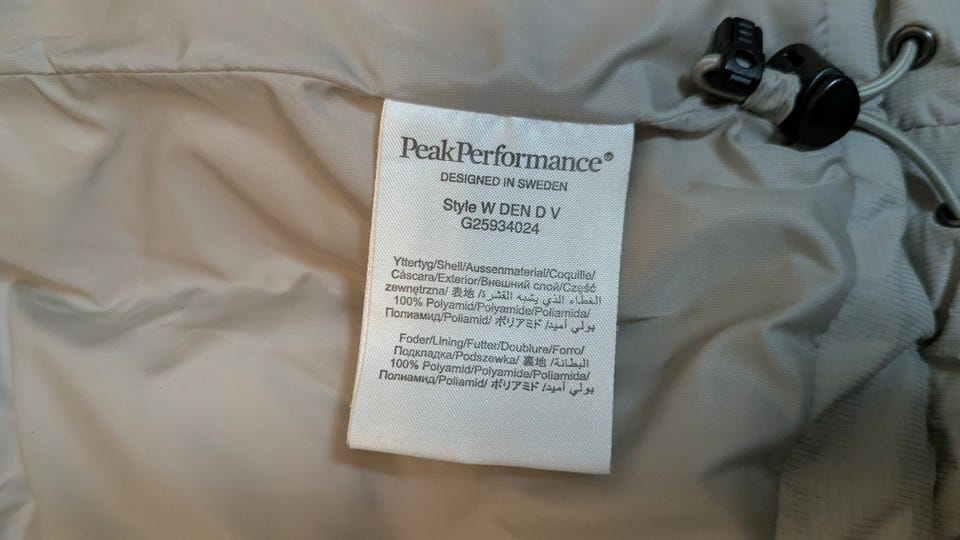 PeakPerformance®
DESIGNED IN SWEDEN
Style W DEN D V
G25934024
Yttertyg/Shell/Aussenmaterial/Coquille/
Càscara/Exterior/Внешний слой/Część
zewnętrzna/ 表地 /الغطاء الذي يشبه القشرة/
100% Polyamid/Polyamide/Poliamida/
Полиамид/Poliamid/ ポリアミド /بولي أميد/
Foder/Lining/Futter/Doublure/Forro/
Подкладка/Podszewka/ 裏地 /البطانة/
100% Polyamid/Polyamide/Poliamida/
Полиамид/Poliamid/ ポリアミド /بولي أميد/